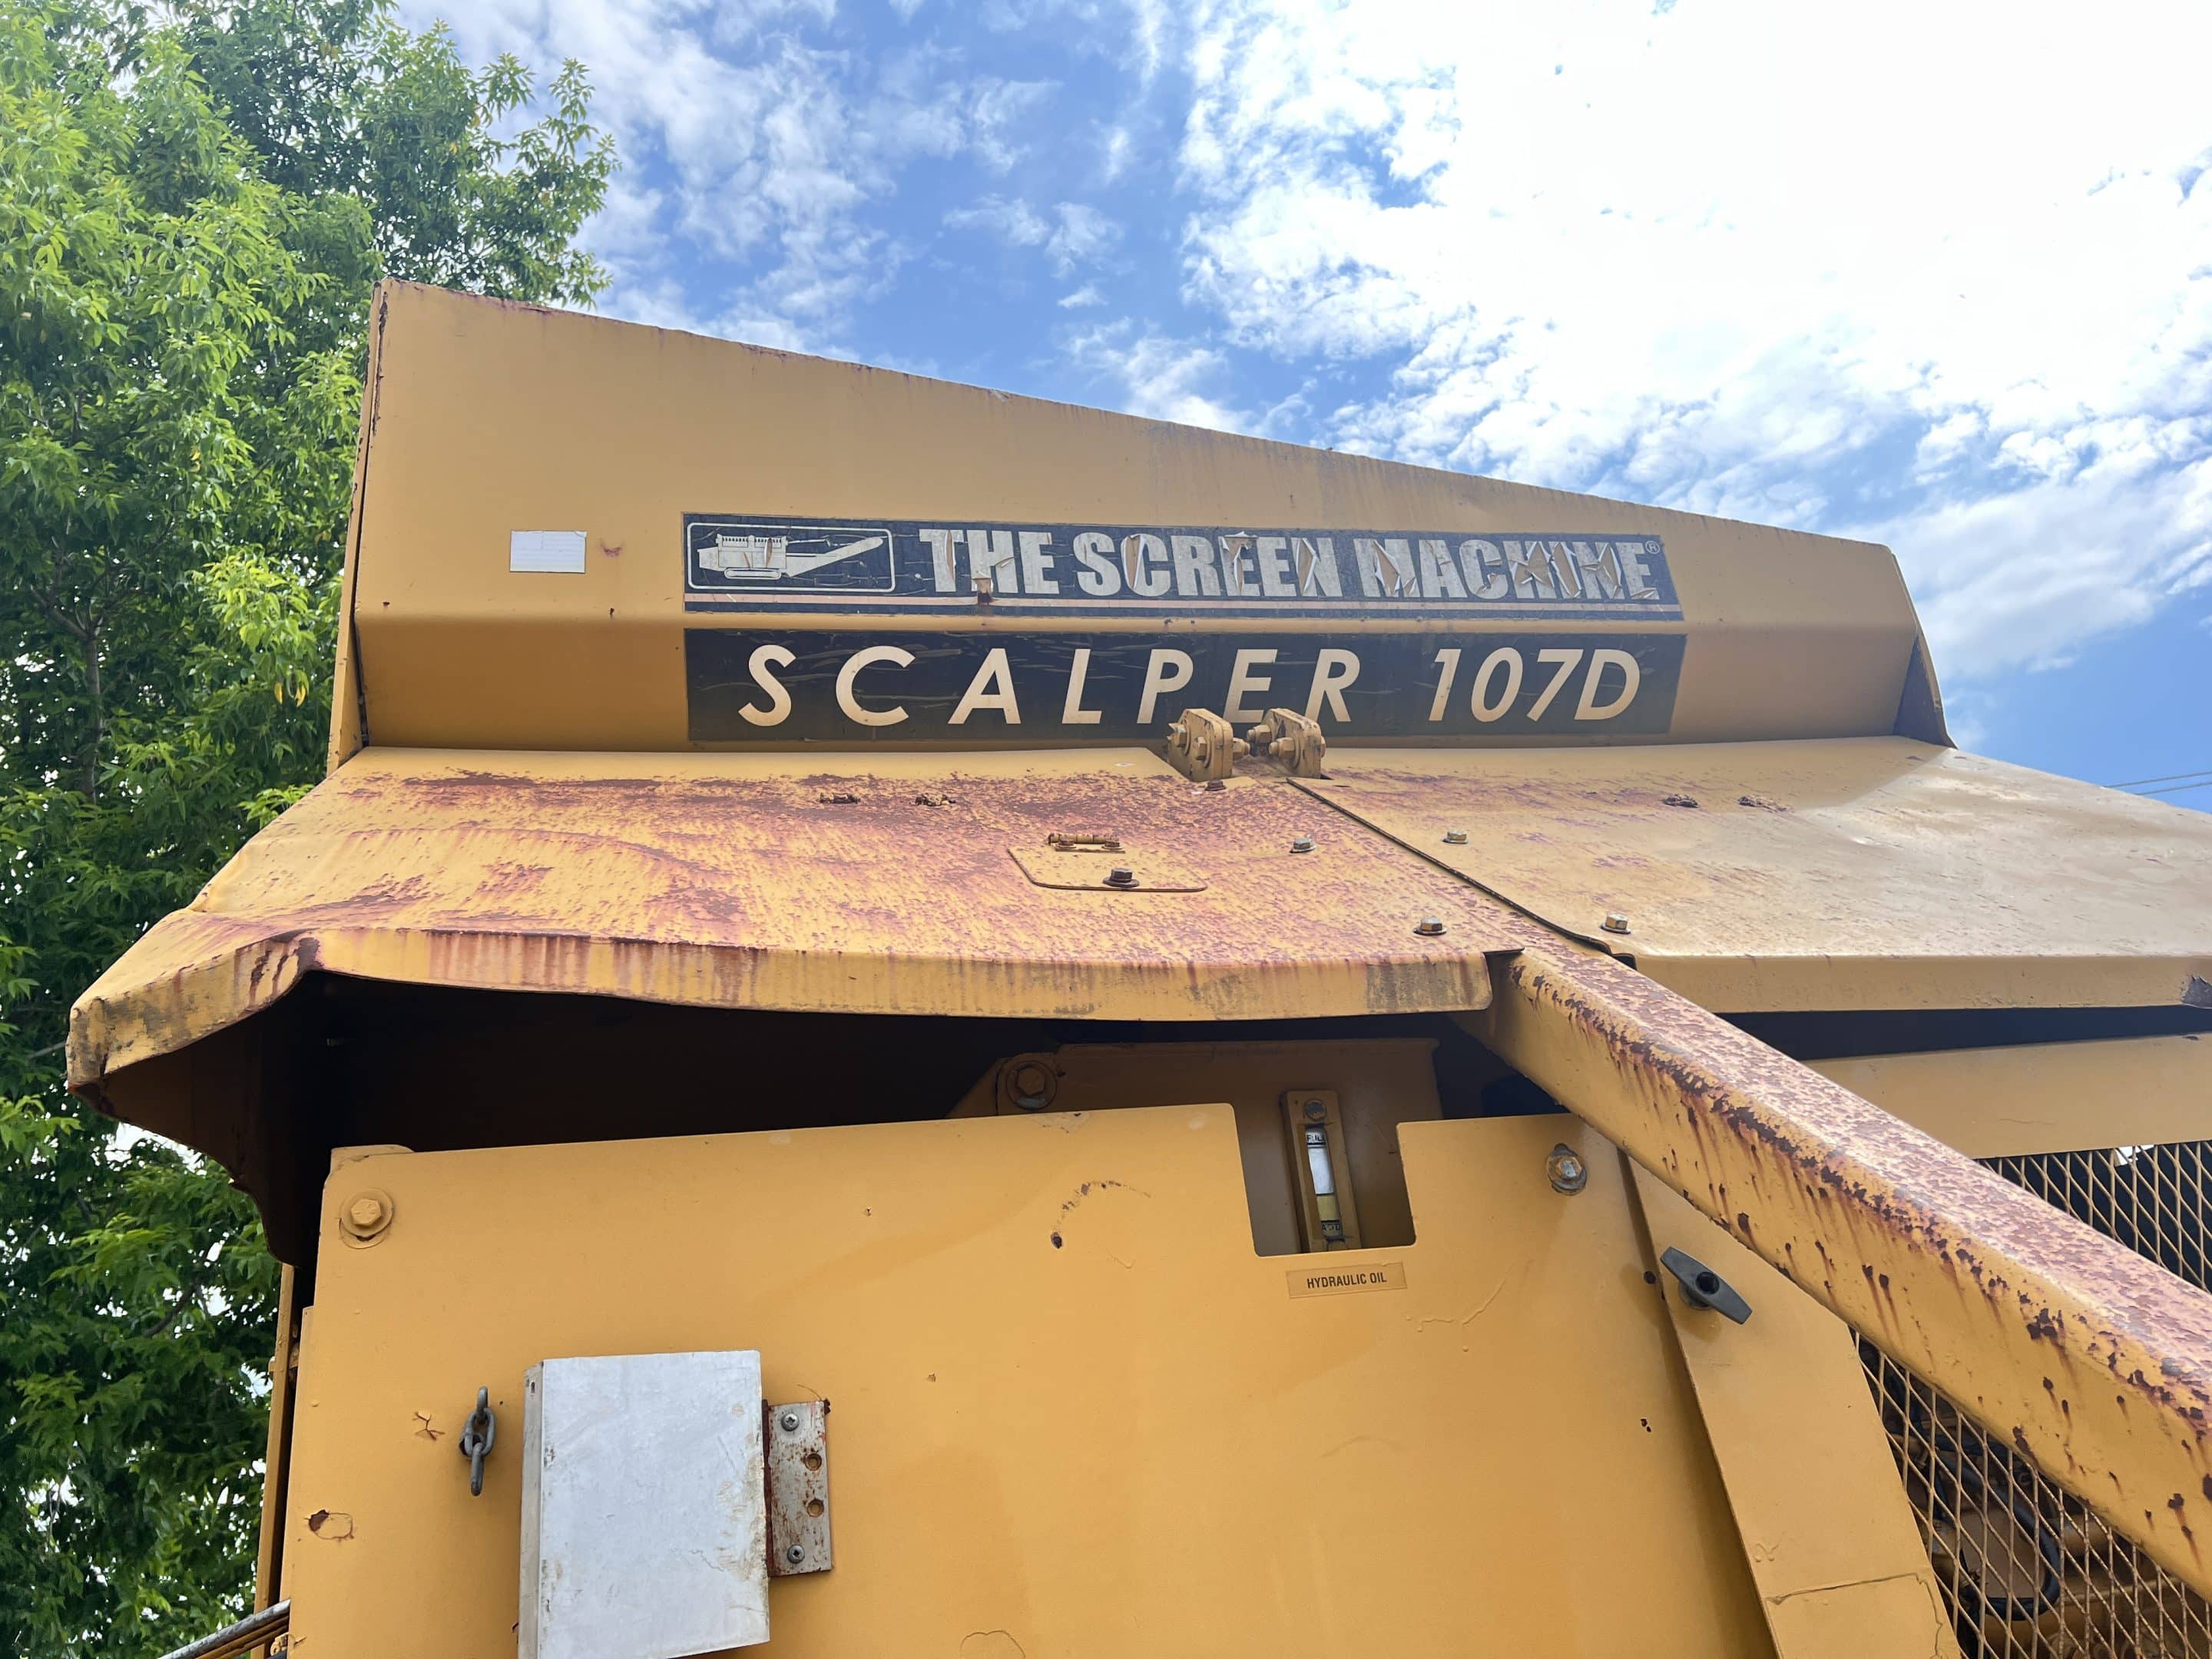 THE SCREEN MACHINE®
SCALPER 107D
HYDRAULIC OIL